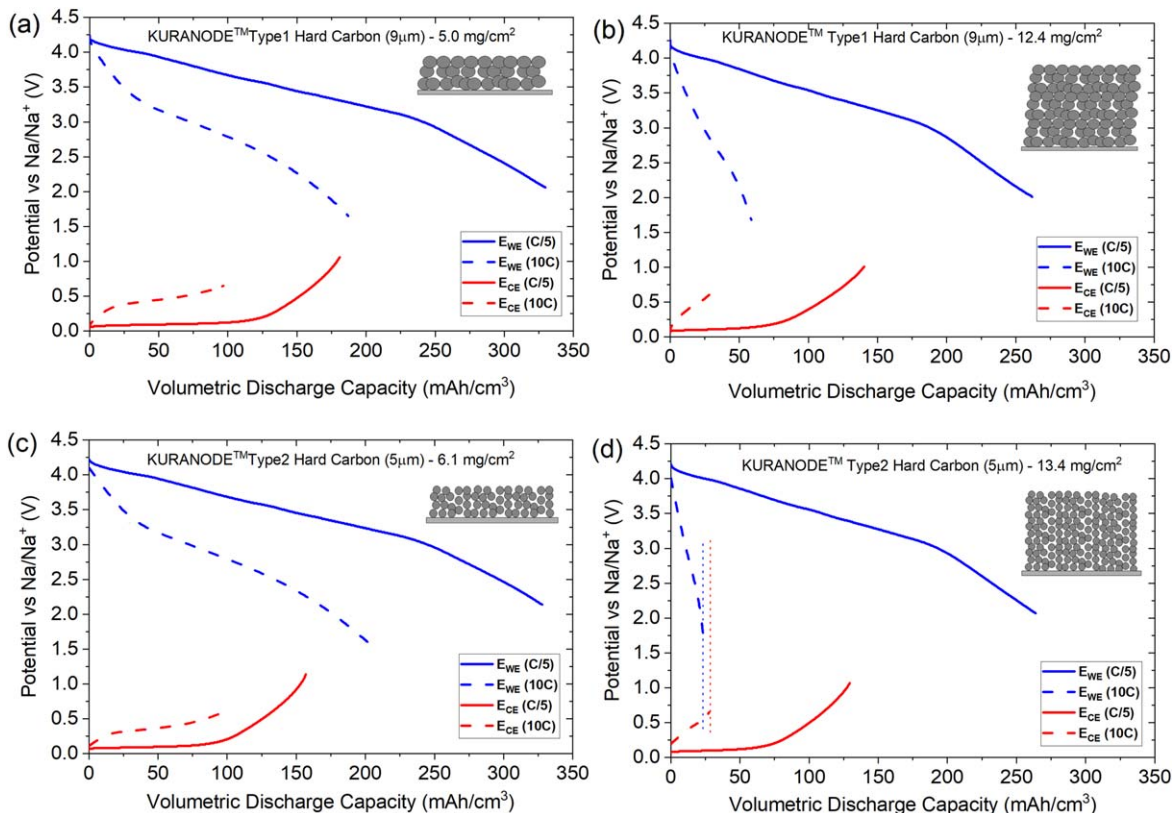 (a)
KURANODE™Type1 Hard Carbon (9μm) - 5.0 mg/cm²
Potential vs Na/Na⁺ (V)
4.5
4.0
3.5
3.0
2.5
2.0
1.5
1.0
0.5
0.0
E_WE (C/5)
E_WE (10C)
E_CE (C/5)
E_CE (10C)
0 50 100 150 200 250 300 350
Volumetric Discharge Capacity (mAh/cm³)
(b)
KURANODE™ Type1 Hard Carbon (9μm) - 12.4 mg/cm²
Potential vs Na/Na⁺ (V)
4.5
4.0
3.5
3.0
2.5
2.0
1.5
1.0
0.5
0.0
E_WE (C/5)
E_WE (10C)
E_CE (C/5)
E_CE (10C)
0 50 100 150 200 250 300 350
Volumetric Discharge Capacity (mAh/cm³)
(c)
KURANODE™Type2 Hard Carbon (5μm) - 6.1 mg/cm²
Potential vs Na/Na⁺ (V)
4.5
4.0
3.5
3.0
2.5
2.0
1.5
1.0
0.5
0.0
E_WE (C/5)
E_WE (10C)
E_CE (C/5)
E_CE (10C)
0 50 100 150 200 250 300 350
Volumetric Discharge Capacity (mAh/cm³)
(d)
KURANODE™ Type2 Hard Carbon (5μm) - 13.4 mg/cm²
Potential vs Na/Na⁺ (V)
4.5
4.0
3.5
3.0
2.5
2.0
1.5
1.0
0.5
0.0
E_WE (C/5)
E_WE (10C)
E_CE (C/5)
E_CE (10C)
0 50 100 150 200 250 300 350
Volumetric Discharge Capacity (mAh/cm³)